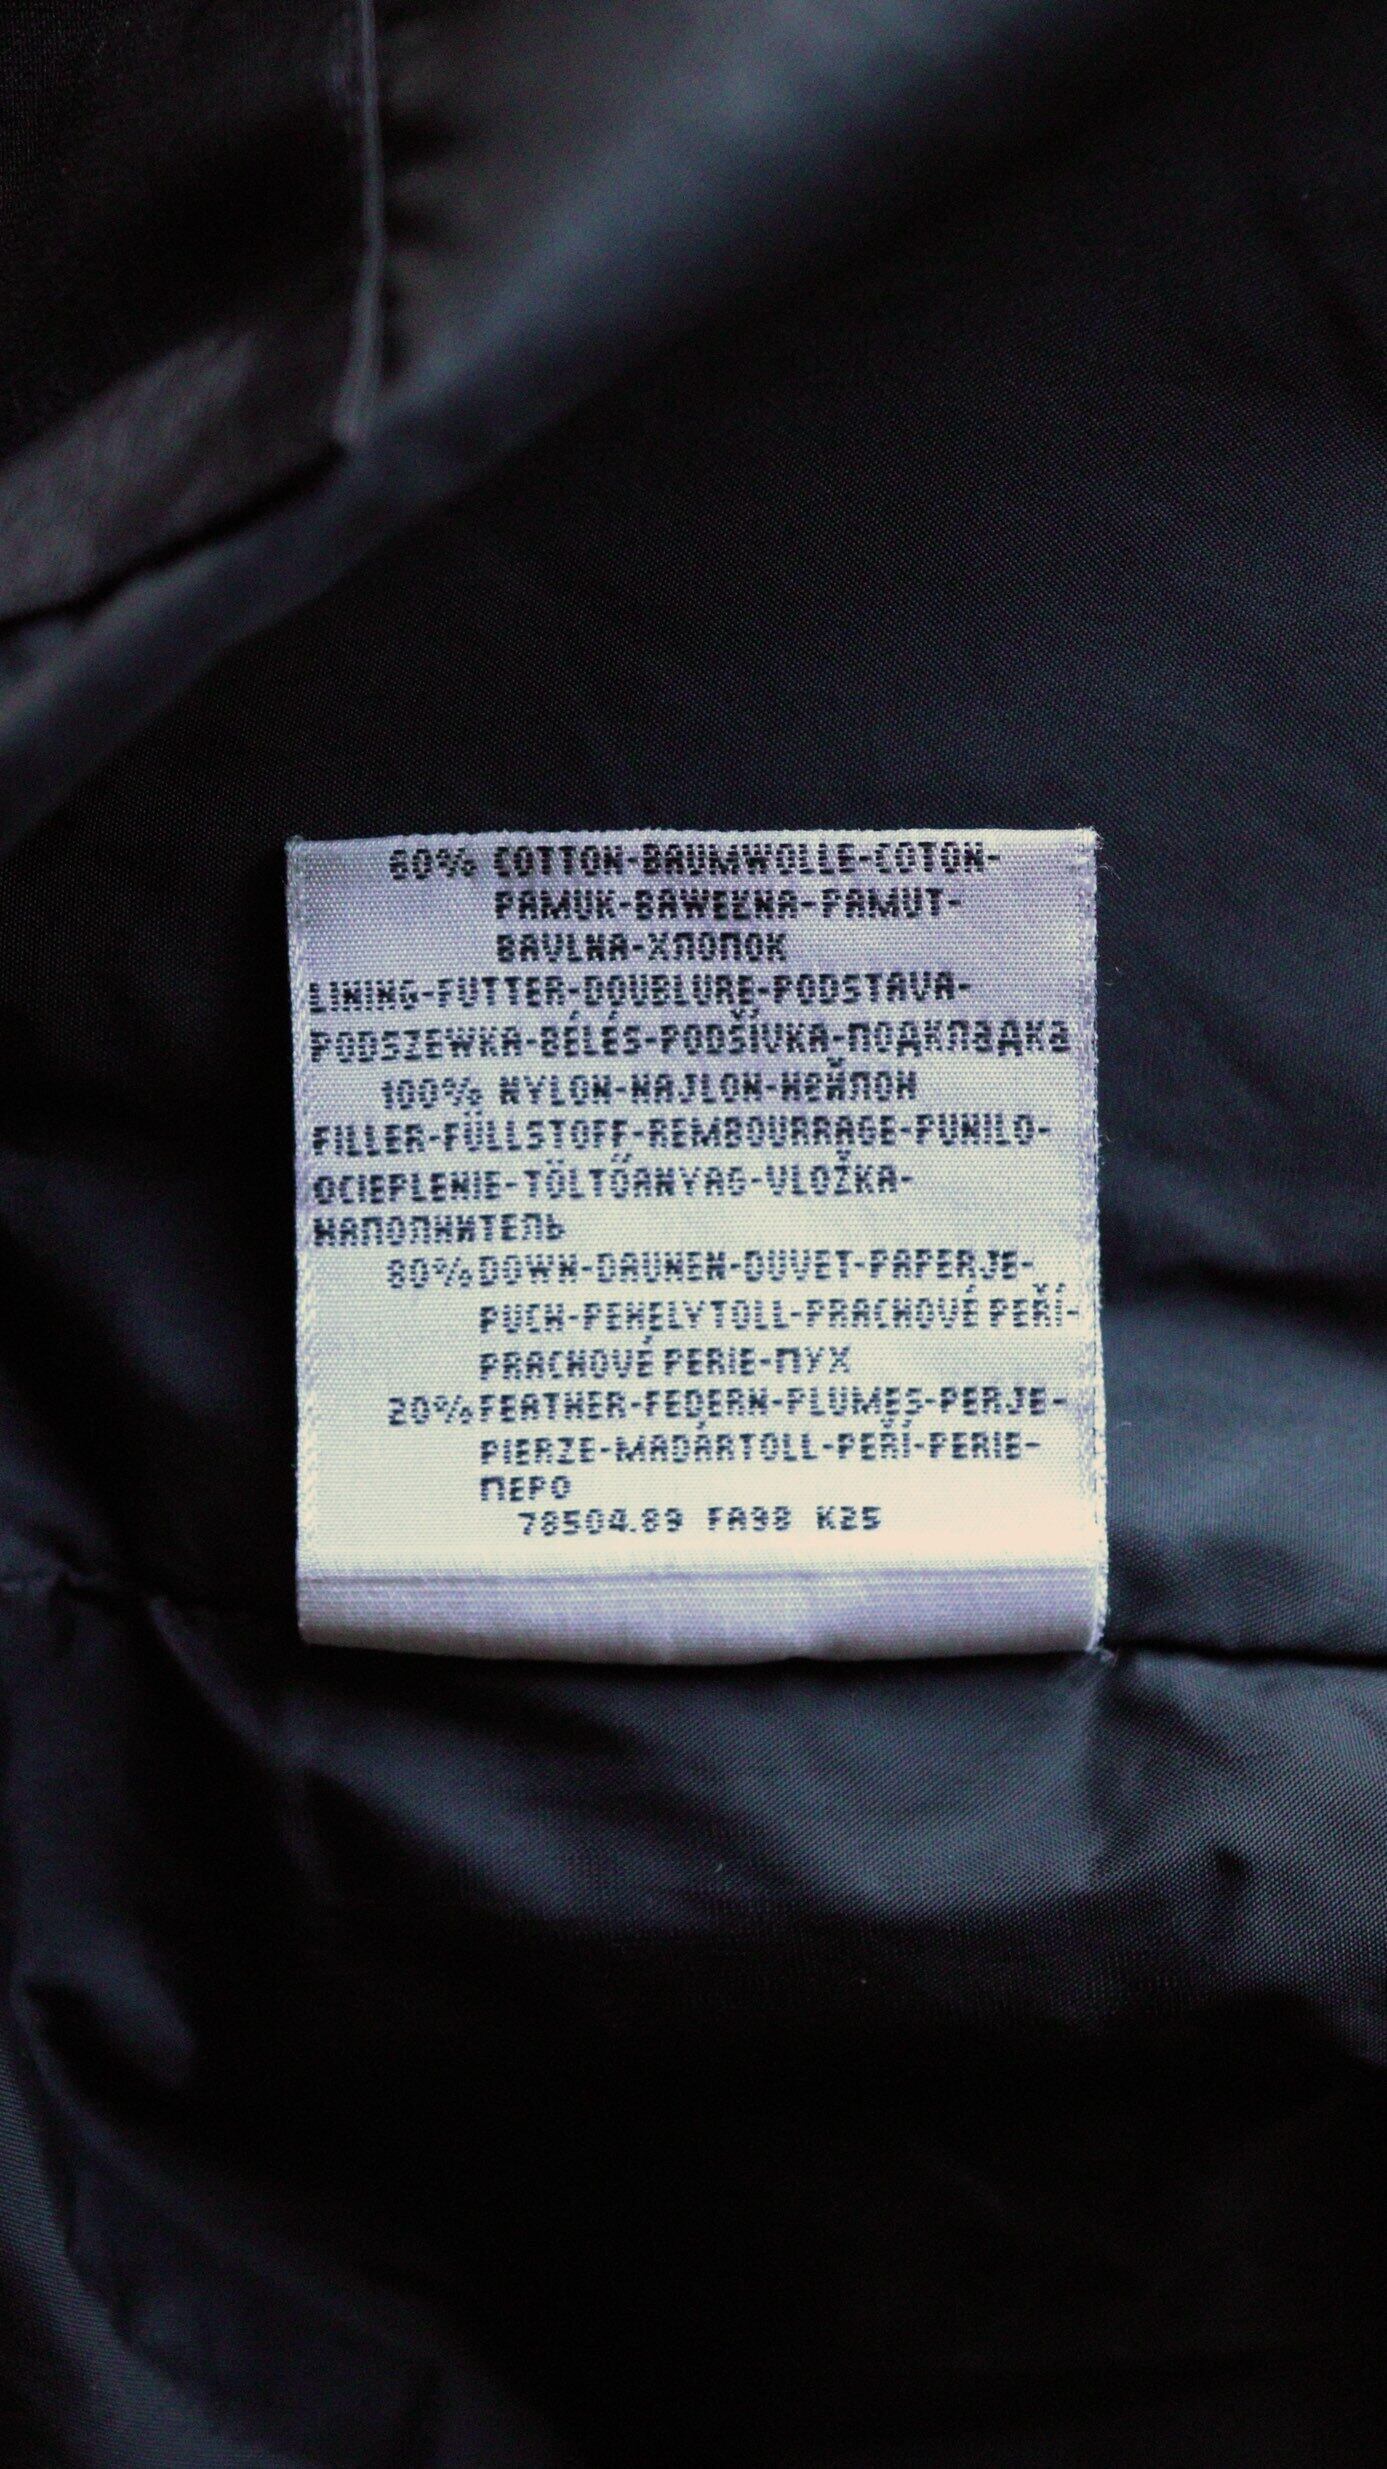 60% COTTON-BAUMWOLLE-COTON-
PAMUK-BAWEŁNA-PAMUT-
BAVLNA-ХЛОПОК
LINING-FUTTER-DOUBLURE-PODSTAVA-
PODSZEWKA-BÉLÉS-PODŠÍVKA-ПОДКЛАДКА
100% NYLON-NAJLON-НЕЙЛОН
FILLER-FÜLLSTOFF-REMBOURRAGE-PUNILO-
OCIEPLENIE-TÖLTŐANYAG-VLOŽKA-
НАПОЛНИТЕЛЬ
80% DOWN-DAUNEN-DUVET-PAPERJE-
PUCH-PEHELYTOLL-PRACHOVÉ PEŘÍ-
PRACHOVÉ PERIE-ПУХ
20% FEATHER-FEDERN-PLUMES-PERJE-
PIERZE-MADÁRTOLL-PEŘÍ-PERIE-
ПЕРО
78504.89 FA98 K25